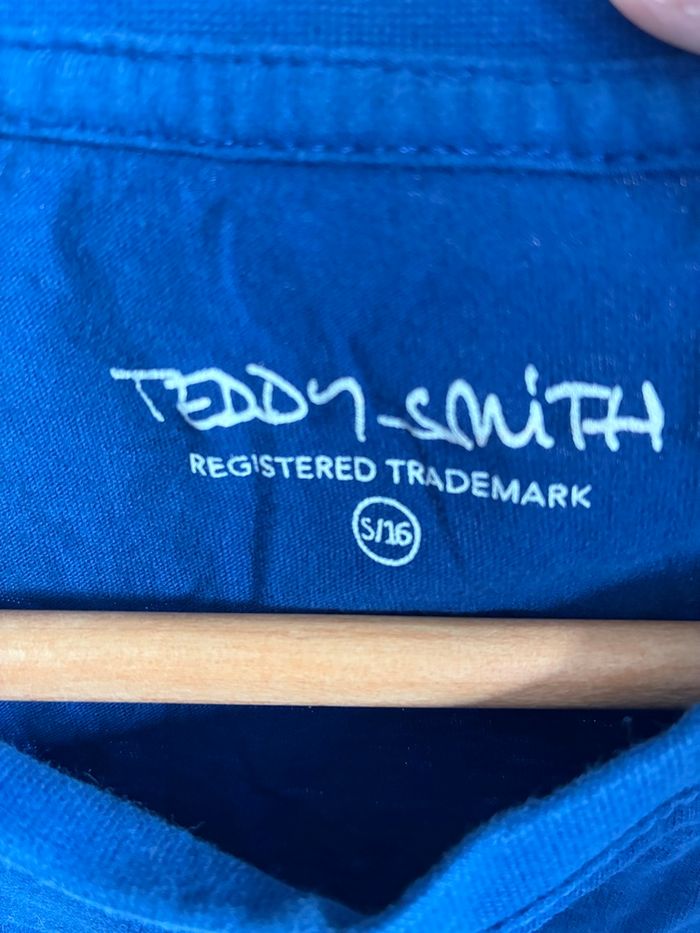 TEDDY-SMiTH
REGISTERED TRADEMARK
S/16